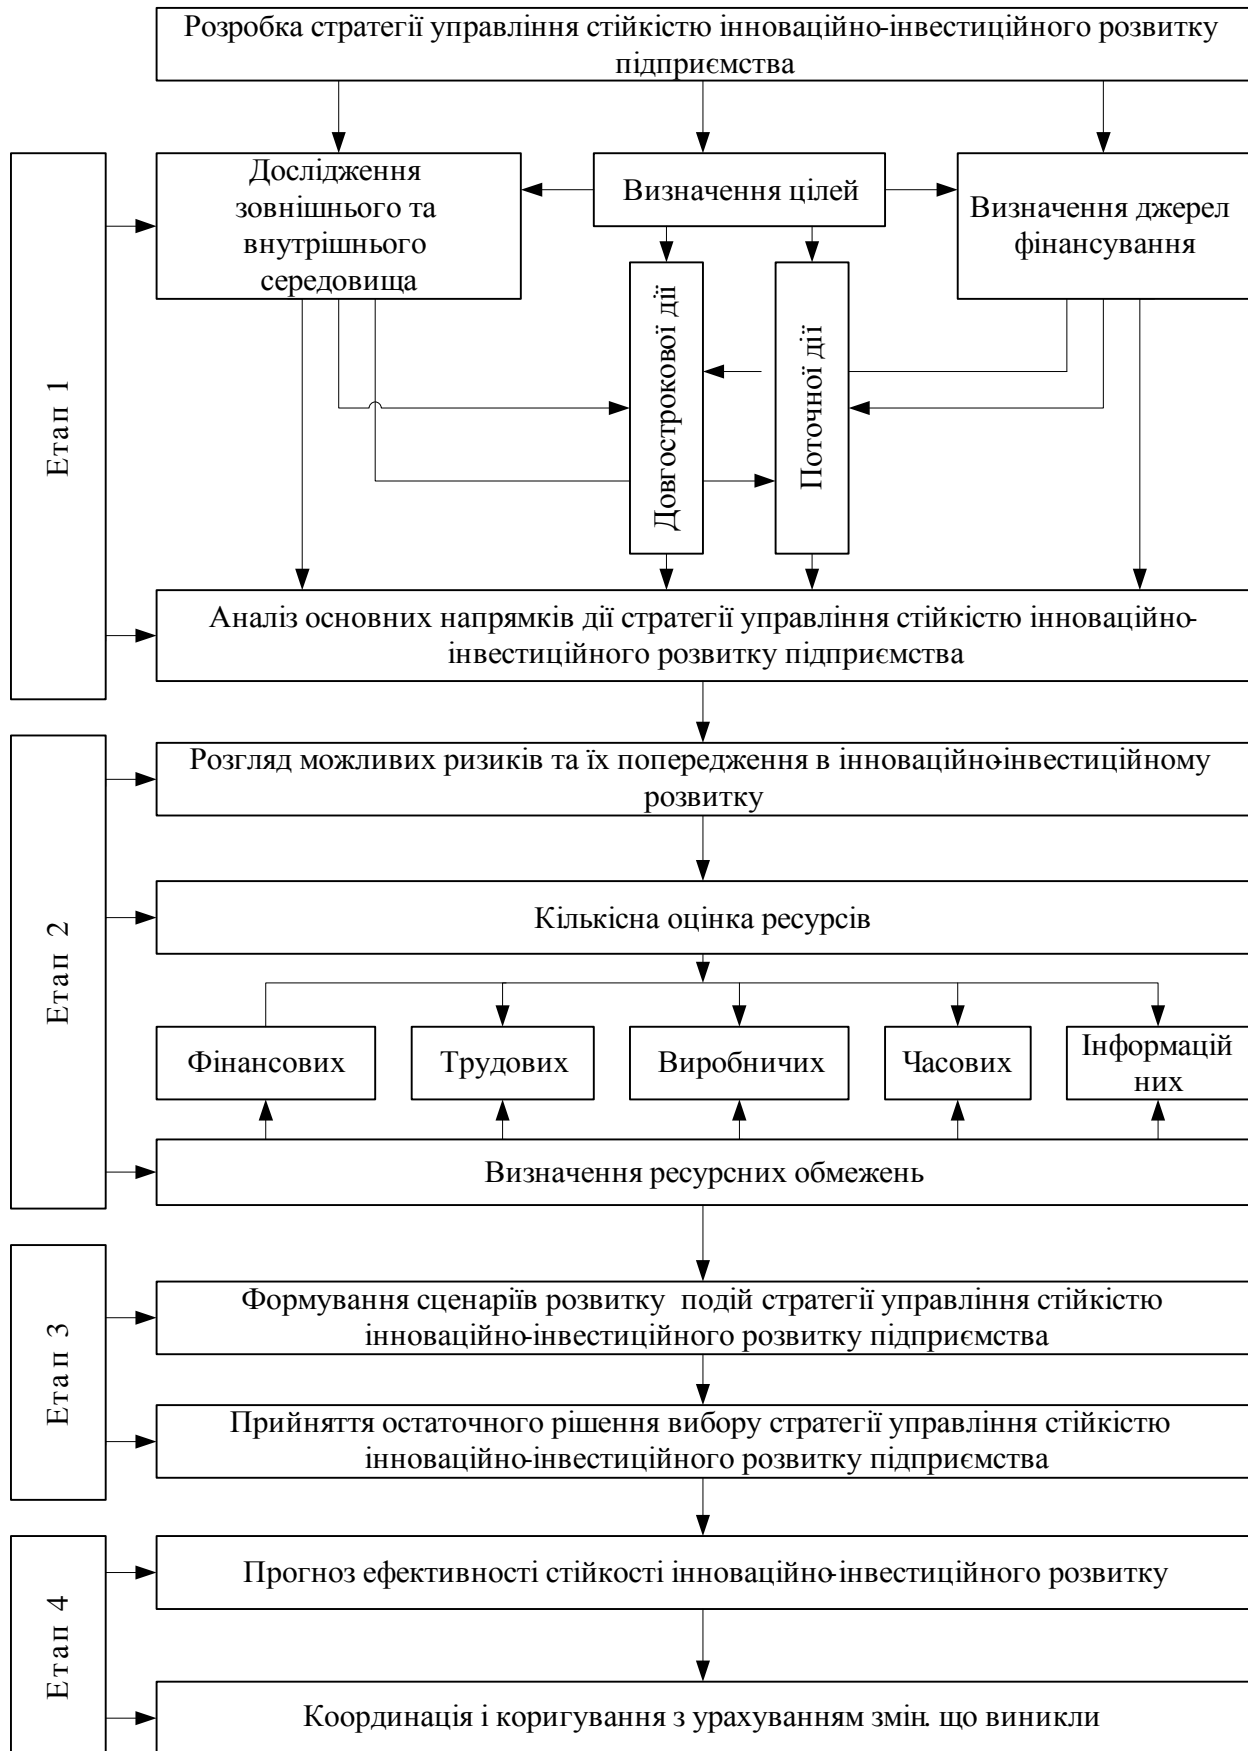 Розробка стратегії управління стійкістю інноваційно-інвестиційного розвитку
підприємства
Етап 1
Дослідження
зовнішнього та
внутрішнього
середовища
Визначення цілей
Визначення джерел
фінансування
Довгострокової дії
Поточної дії
Аналіз основних напрямків дії стратегії управління стійкістю інноваційно-
інвестиційного розвитку підприємства
Етап 2
Розгляд можливих ризиків та їх попередження в інноваційно-інвестиційному
розвитку
Кількісна оцінка ресурсів
Фінансових
Трудових
Виробничих
Часових
Інформацій
них
Визначення ресурсних обмежень
Етап 3
Формування сценаріїв розвитку подій стратегії управління стійкістю
інноваційно-інвестиційного розвитку підприємства
Прийняття остаточного рішення вибору стратегії управління стійкістю
інноваційно-інвестиційного розвитку підприємства
Етап 4
Прогноз ефективності стійкості інноваційно-інвестиційного розвитку
Координація і коригування з урахуванням змін. що виникли